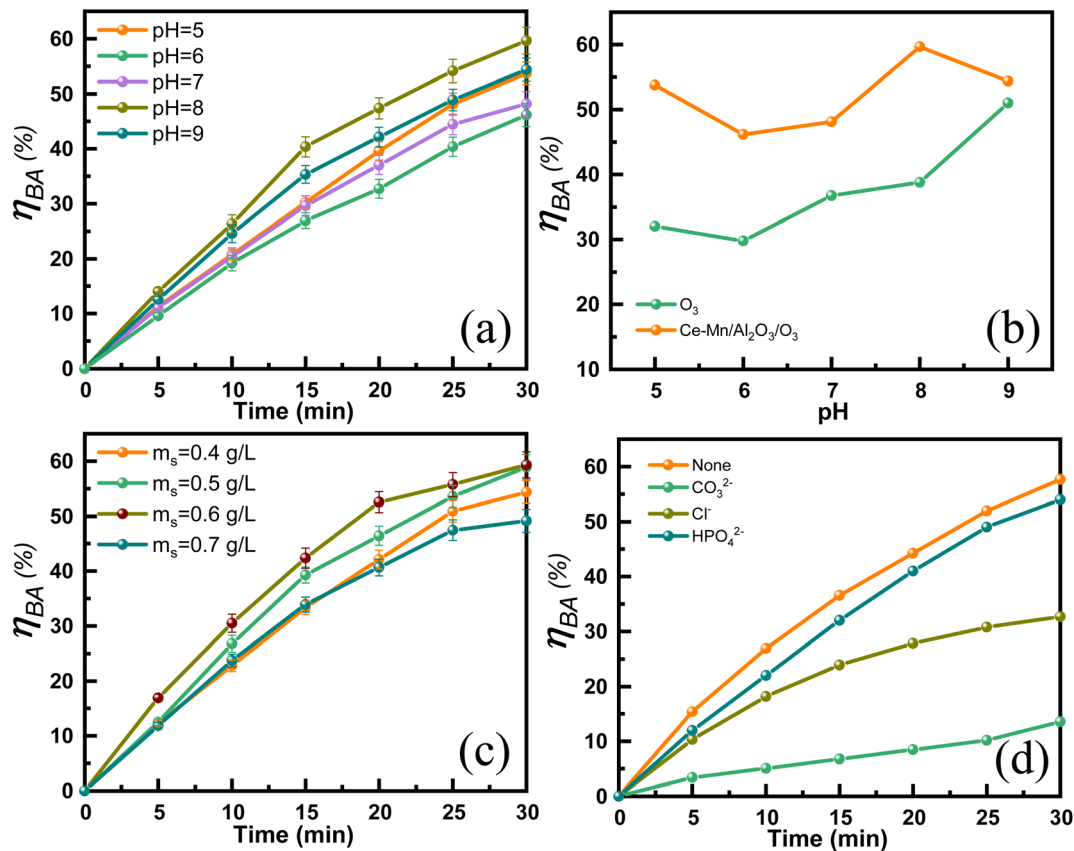 pH=5
pH=6
pH=7
pH=8
pH=9
η_BA (%)
60
50
40
30
20
10
0
0 5 10 15 20 25 30
Time (min)
(a)
η_BA (%)
60
50
40
30
20
10
O₃
Ce-Mn/Al₂O₃/O₃
5 6 7 8 9
pH
(b)
mₛ=0.4 g/L
mₛ=0.5 g/L
mₛ=0.6 g/L
mₛ=0.7 g/L
η_BA (%)
60
50
40
30
20
10
0
0 5 10 15 20 25 30
Time (min)
(c)
None
CO₃²⁻
Cl⁻
HPO₄²⁻
η_BA (%)
60
50
40
30
20
10
0
0 5 10 15 20 25 30
Time (min)
(d)